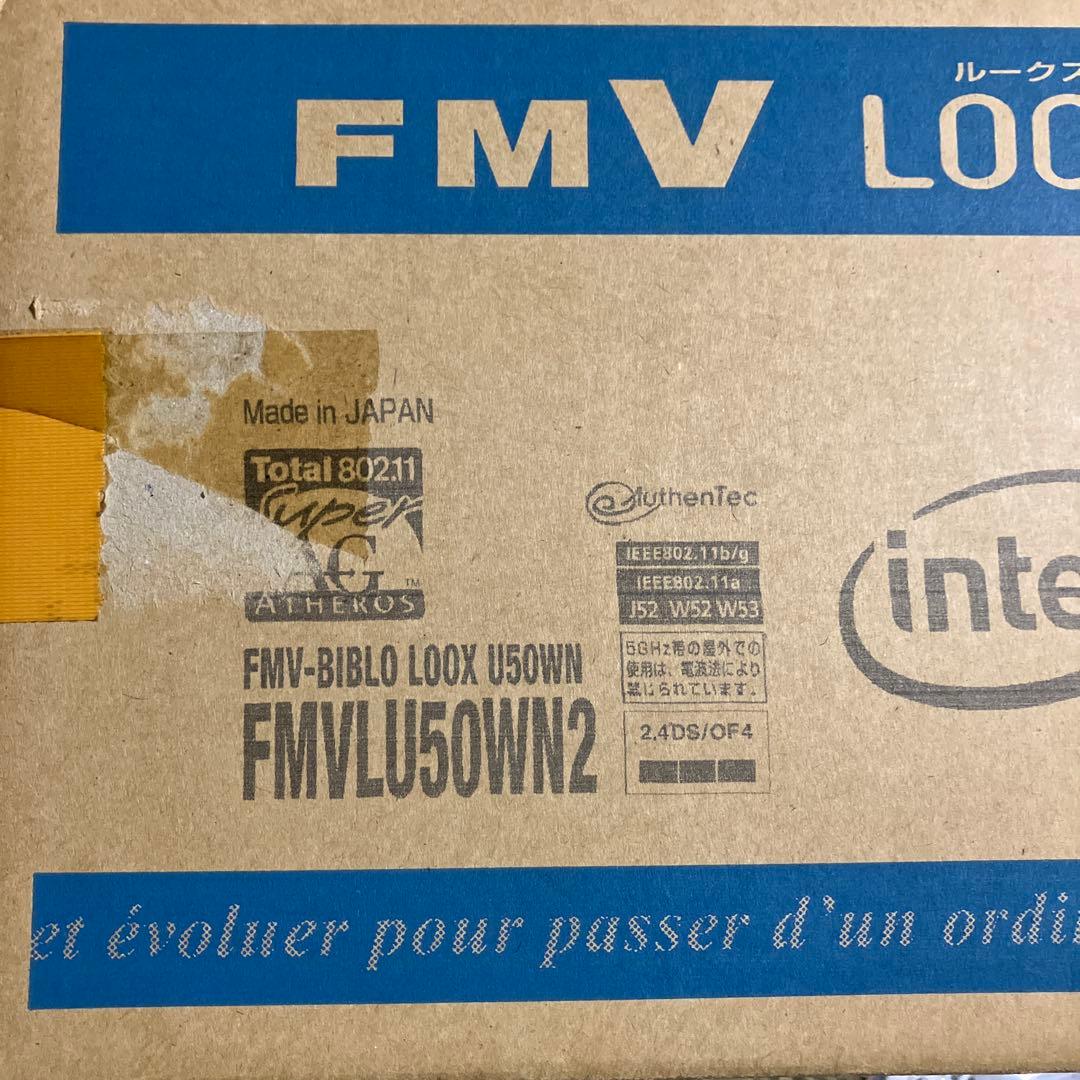 ルークス
FMV LOO
Made in JAPAN
Total 802.11
Super
AG™
ATHEROS
AuthenTec
IEEE802.11b/g
IEEE802.11a
J52 W52 W53
5GHz帯の屋外での
使用は、電波法により
禁じられています。
2.4DS/OF4
inte
FMV-BIBLO LOOX U50WN
FMVLU50WN2
et évoluer pour passer d'un ordi